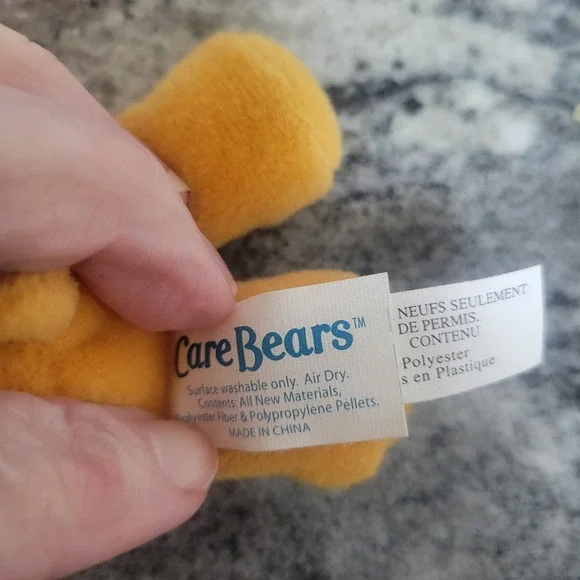 Care Bears™
Surface washable only. Air Dry.
Contents: All New Materials,
Polyester Fiber & Polypropylene Pellets.
MADE IN CHINA
NEUFS SEULEMENT
DE PERMIS.
CONTENU
Polyester
s en Plastique